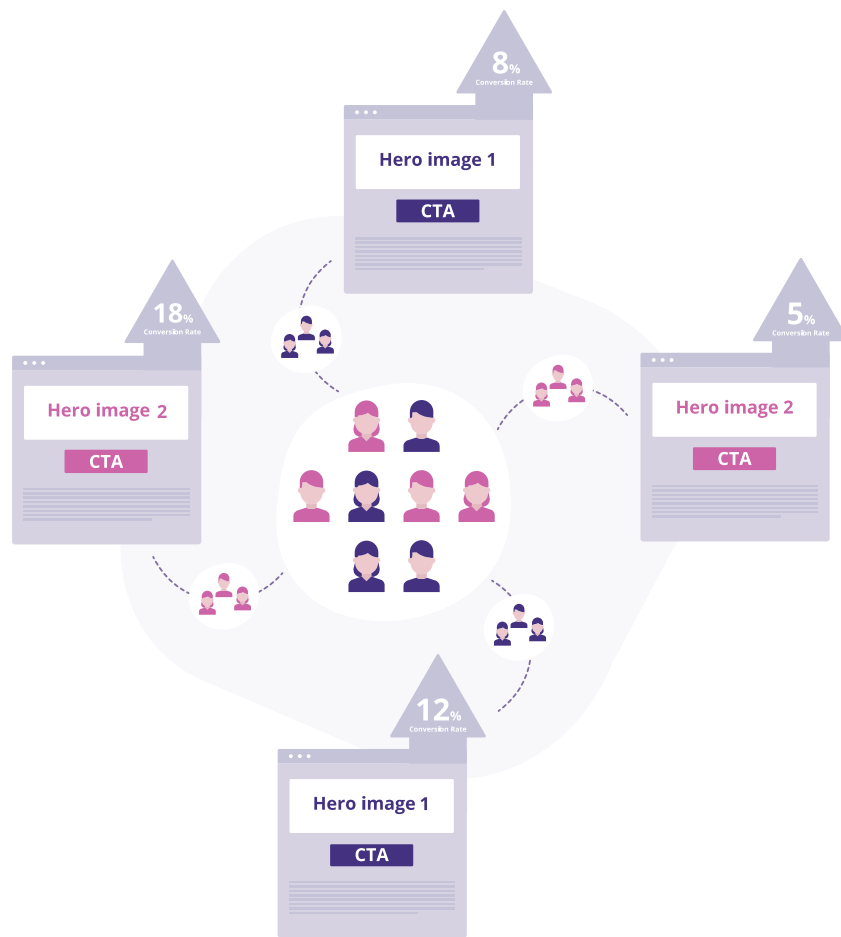 8%
Conversion Rate
Hero image 1
CTA
18%
Conversion Rate
Hero image 2
CTA
5%
Conversion Rate
Hero image 2
CTA
12%
Conversion Rate
Hero image 1
CTA